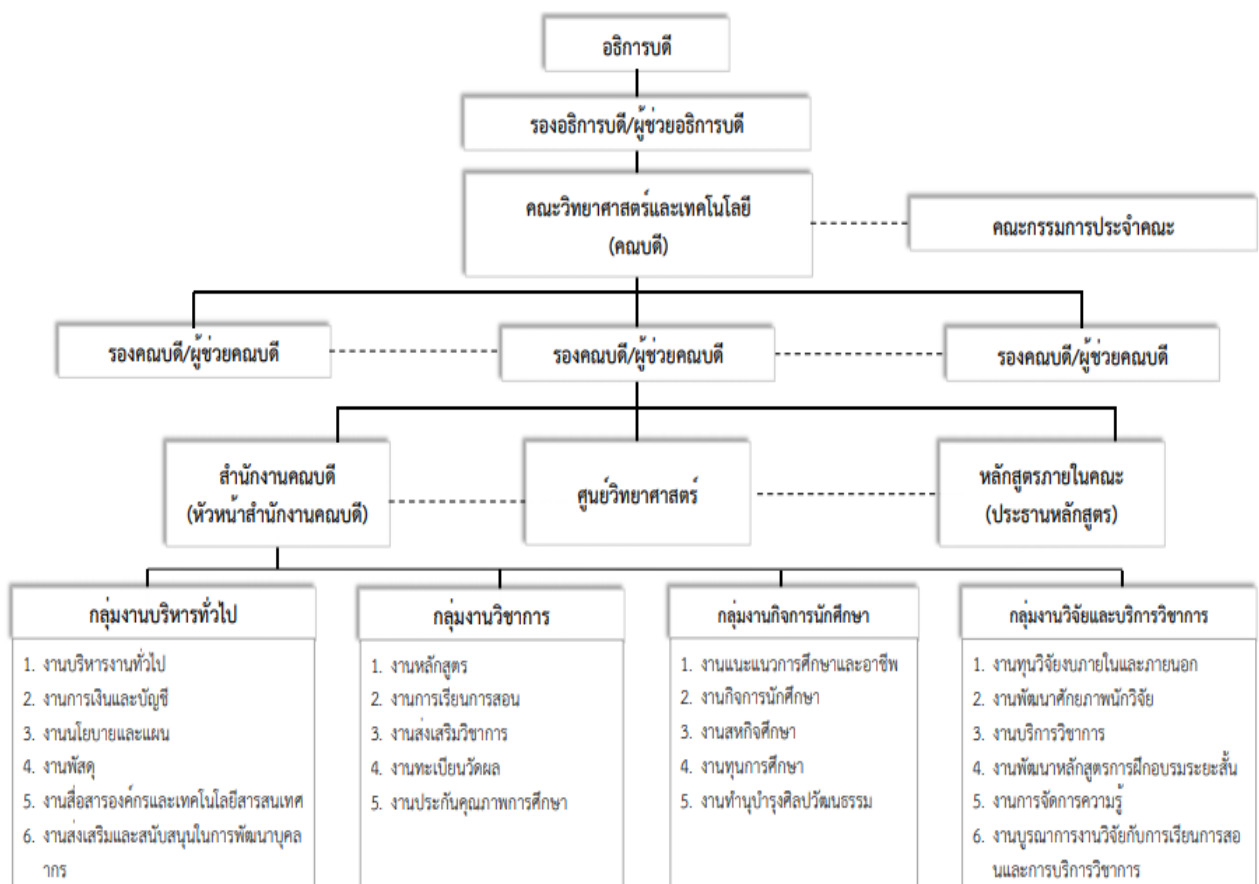 อธิการบดี
รองอธิการบดี/ผู้ช่วยอธิการบดี
คณะวิทยาศาสตร์และเทคโนโลยี
(คณบดี)
คณะกรรมการประจำคณะ
รองคณบดี/ผู้ช่วยคณบดี
รองคณบดี/ผู้ช่วยคณบดี
รองคณบดี/ผู้ช่วยคณบดี
สำนักงานคณบดี
(หัวหน้าสำนักงานคณบดี)
ศูนย์วิทยาศาสตร์
หลักสูตรภายในคณะ
(ประธานหลักสูตร)
กลุ่มงานบริหารทั่วไป
1. งานบริหารงานทั่วไป
2. งานการเงินและบัญชี
3. งานนโยบายและแผน
4. งานพัสดุ
5. งานสื่อสารองค์กรและเทคโนโลยีสารสนเทศ
6. งานส่งเสริมและสนับสนุนในการพัฒนาบุคล
ากร
กลุ่มงานวิชาการ
1. งานหลักสูตร
2. งานการเรียนการสอน
3. งานส่งเสริมวิชาการ
4. งานทะเบียนวัดผล
5. งานประกันคุณภาพการศึกษา
กลุ่มงานกิจการนักศึกษา
1. งานแนะแนวการศึกษาและอาชีพ
2. งานกิจการนักศึกษา
3. งานสหกิจศึกษา
4. งานทุนการศึกษา
5. งานทำนุบำรุงศิลปวัฒนธรรม
กลุ่มงานวิจัยและบริการวิชาการ
1. งานทุนวิจัยงบภายในและภายนอก
2. งานพัฒนาศักยภาพนักวิจัย
3. งานบริการวิชาการ
4. งานพัฒนาหลักสูตรการฝึกอบรมระยะสั้น
5. งานการจัดการความรู้
6. งานบูรณาการงานวิจัยกับการเรียนการสอ
นและการบริการวิชาการ